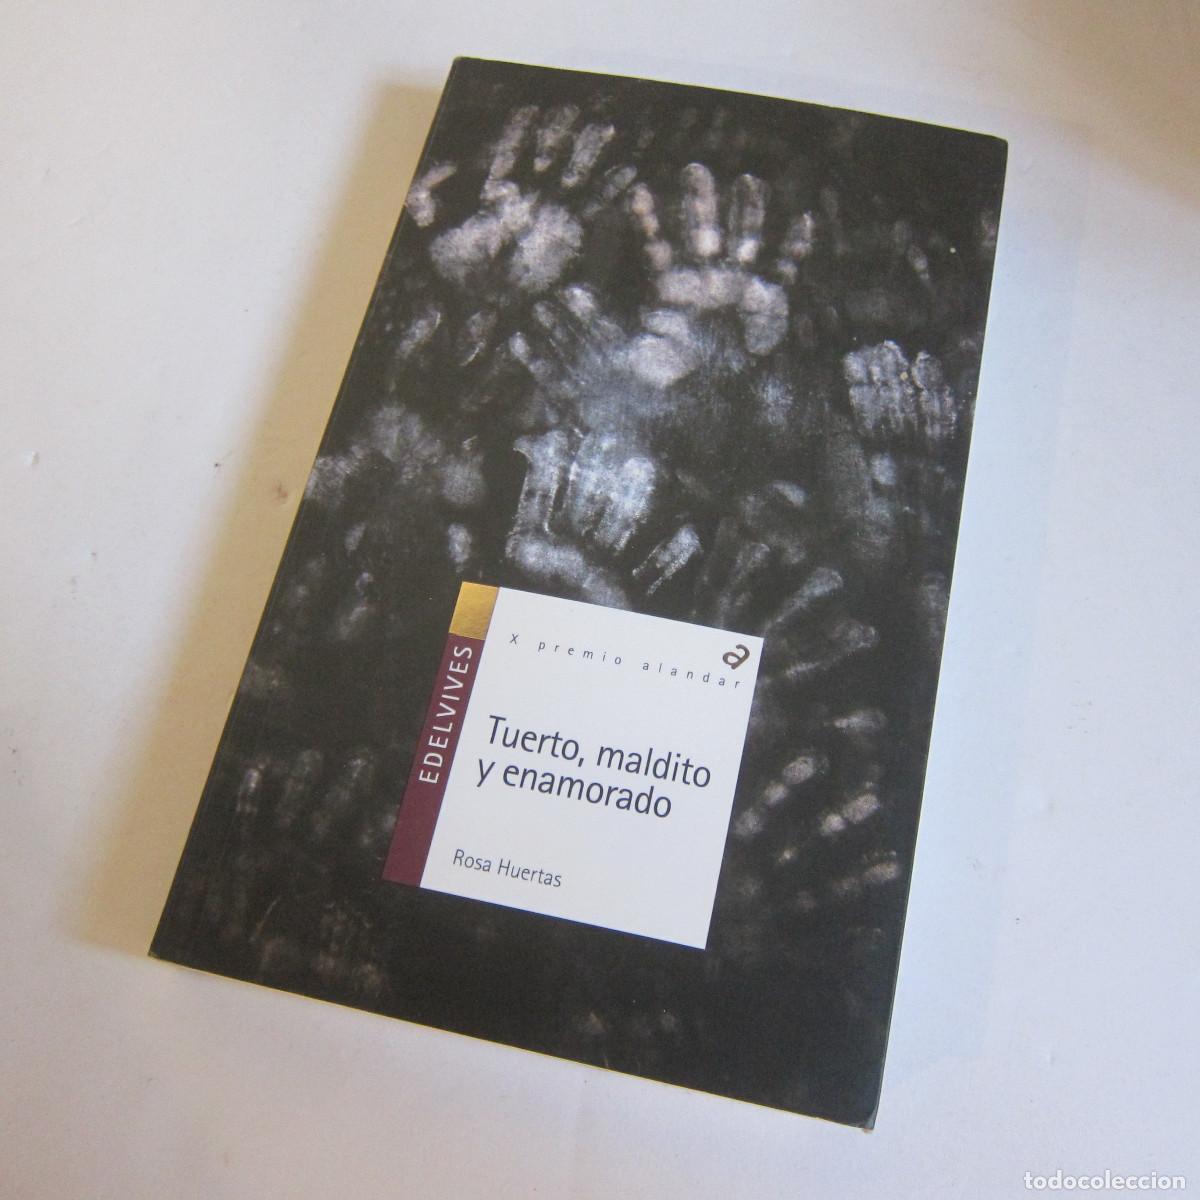 X premio alandar
a
EDELVIVES
Tuerto, maldito
y enamorado
Rosa Huertas
todocoleccion